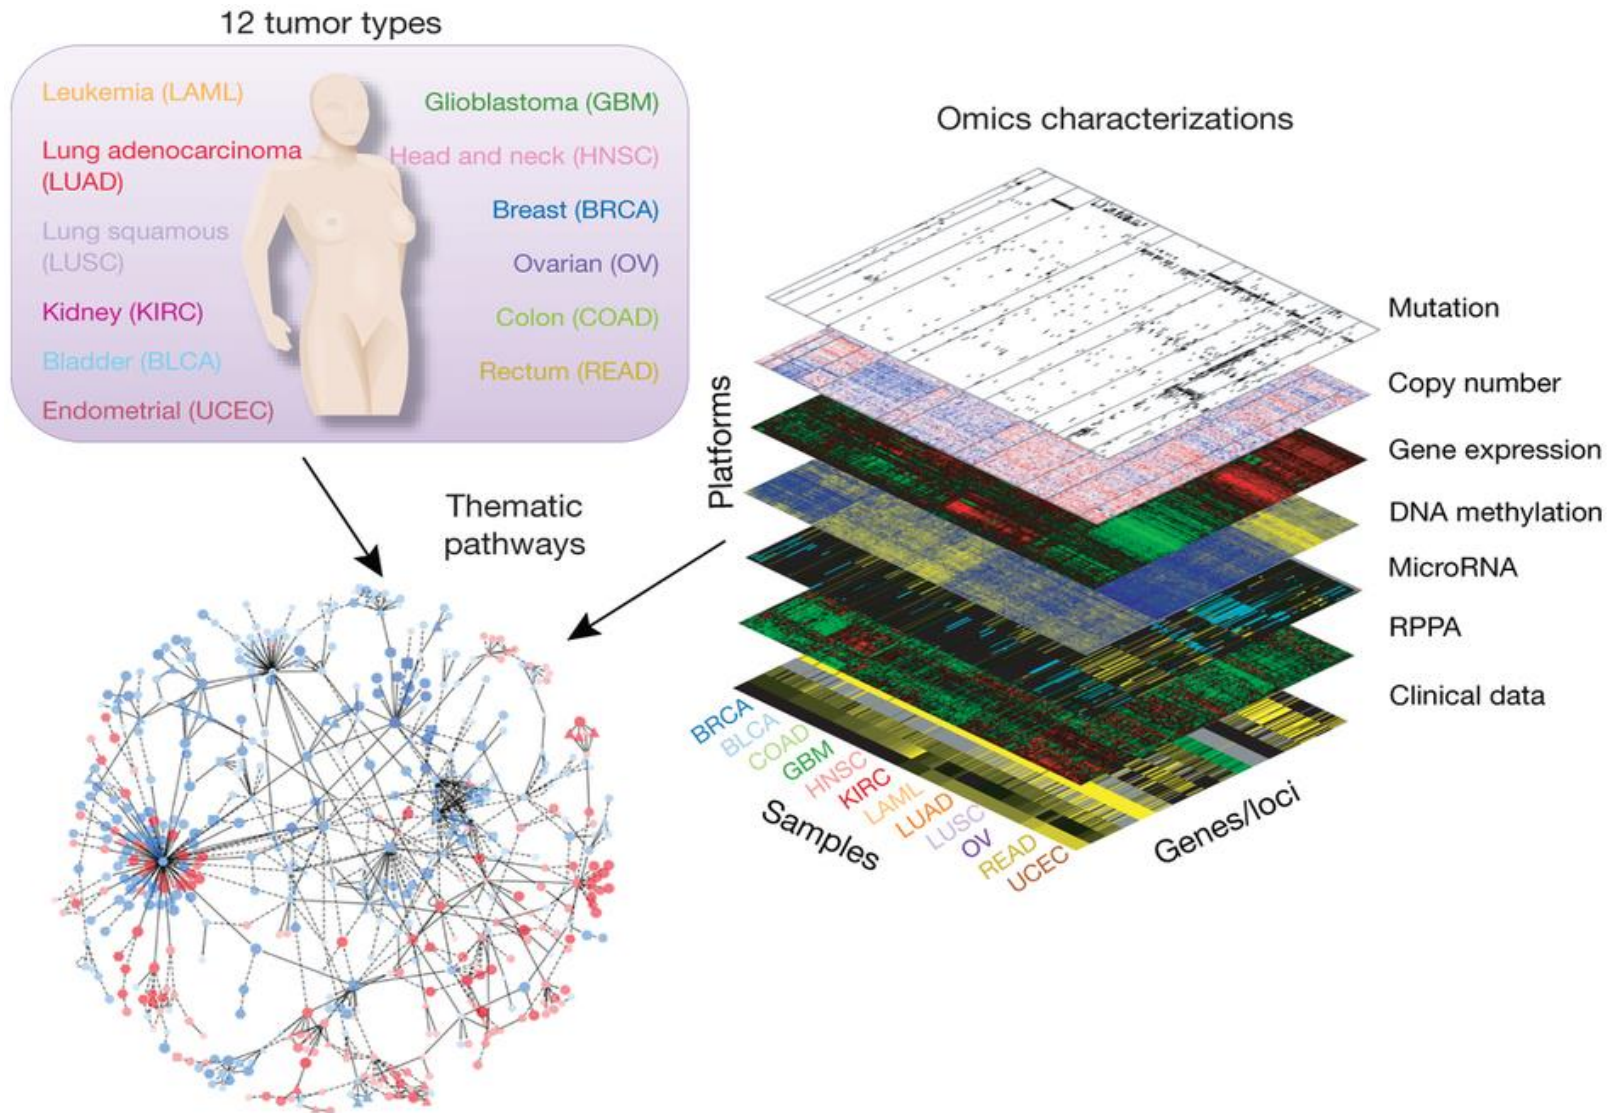 12 tumor types
Leukemia (LAML)
Lung adenocarcinoma
(LUAD)
Lung squamous
(LUSC)
Kidney (KIRC)
Bladder (BLCA)
Endometrial (UCEC)
Glioblastoma (GBM)
Head and neck (HNSC)
Breast (BRCA)
Ovarian (OV)
Colon (COAD)
Rectum (READ)
Thematic
pathways
Omics characterizations
Platforms
Mutation
Copy number
Gene expression
DNA methylation
MicroRNA
RPPA
Clinical data
BRCA
BLCA
COAD
GBM
HNSC
KIRC
LAML
LUAD
LUSC
OV
READ
UCEC
Samples
Genes/loci